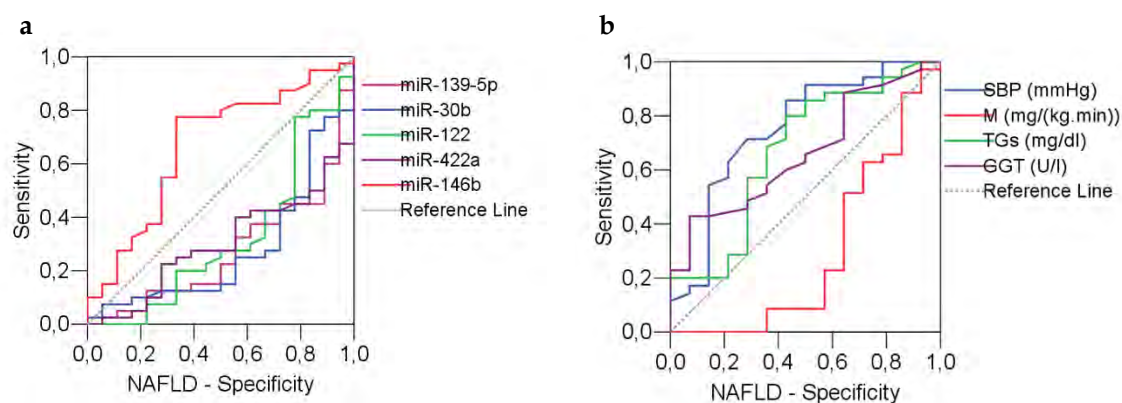 a
Sensitivity
1,0
0,8
0,6
0,4
0,2
0,0
0,0 0,2 0,4 0,6 0,8 1,0
NAFLD - Specificity
miR-139-5p
miR-30b
miR-122
miR-422a
miR-146b
Reference Line
b
Sensitivity
1,0
0,8
0,6
0,4
0,2
0,0
0,0 0,2 0,4 0,6 0,8 1,0
NAFLD - Specificity
SBP (mmHg)
M (mg/(kg.min))
TGs (mg/dl)
GGT (U/l)
Reference Line